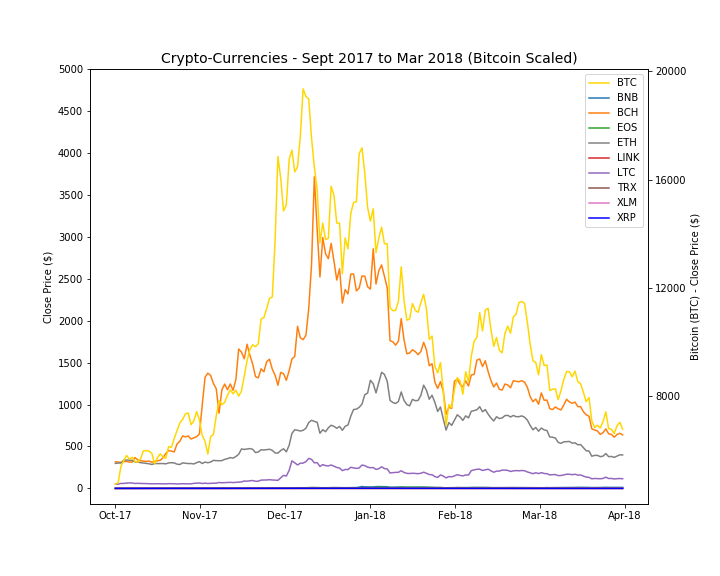 Crypto-Currencies - Sept 2017 to Mar 2018 (Bitcoin Scaled)
5000
4500
4000
3500
3000
2500
2000
1500
1000
500
0
Close Price ($)
Oct-17
Nov-17
Dec-17
Jan-18
Feb-18
Mar-18
Apr-18
BTC
BNB
BCH
EOS
ETH
LINK
LTC
TRX
XLM
XRP
20000
16000
12000
8000
Bitcoin (BTC) - Close Price ($)